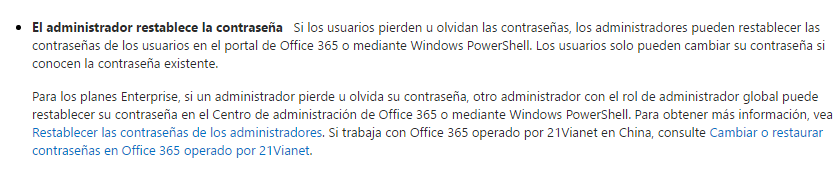 • El administrador restablece la contraseña Si los usuarios pierden u olvidan las contraseñas, los administradores pueden restablecer las
contraseñas de los usuarios en el portal de Office 365 o mediante Windows PowerShell. Los usuarios solo pueden cambiar su contraseña si
conocen la contraseña existente.
Para los planes Enterprise, si un administrador pierde u olvida su contraseña, otro administrador con el rol de administrador global puede
restablecer su contraseña en el Centro de administración de Office 365 o mediante Windows PowerShell. Para obtener más información, vea
Restablecer las contraseñas de los administradores. Si trabaja con Office 365 operado por 21Vianet en China, consulte Cambiar o restaurar
contraseñas en Office 365 operado por 21Vianet.